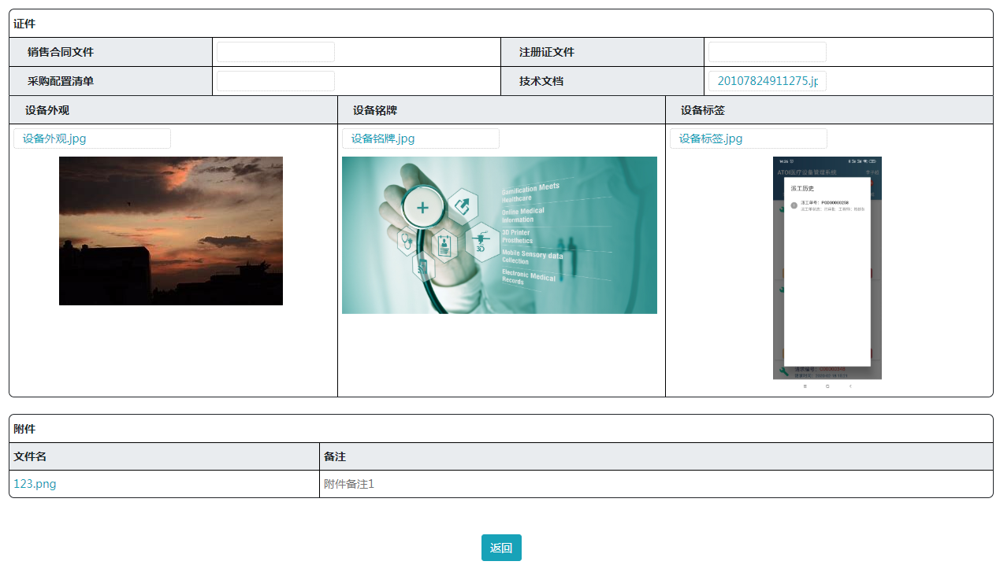 证件
销售合同文件 注册证文件
采购配置清单 技术文档 20107824911275.jp
设备外观 设备铭牌 设备标签
设备外观.jpg 设备铭牌.jpg 设备标签.jpg
Gamification Meets
Healthcare
Online Medical
Information
3D Printer
Prosthetics
Mobile Sensory data
Collection
Electronic Medical
Records
3D
ATOI医疗设备管理系统
派工历史
派工单号：PGD00000258
附件
文件名 备注
123.png 附件备注1
返回